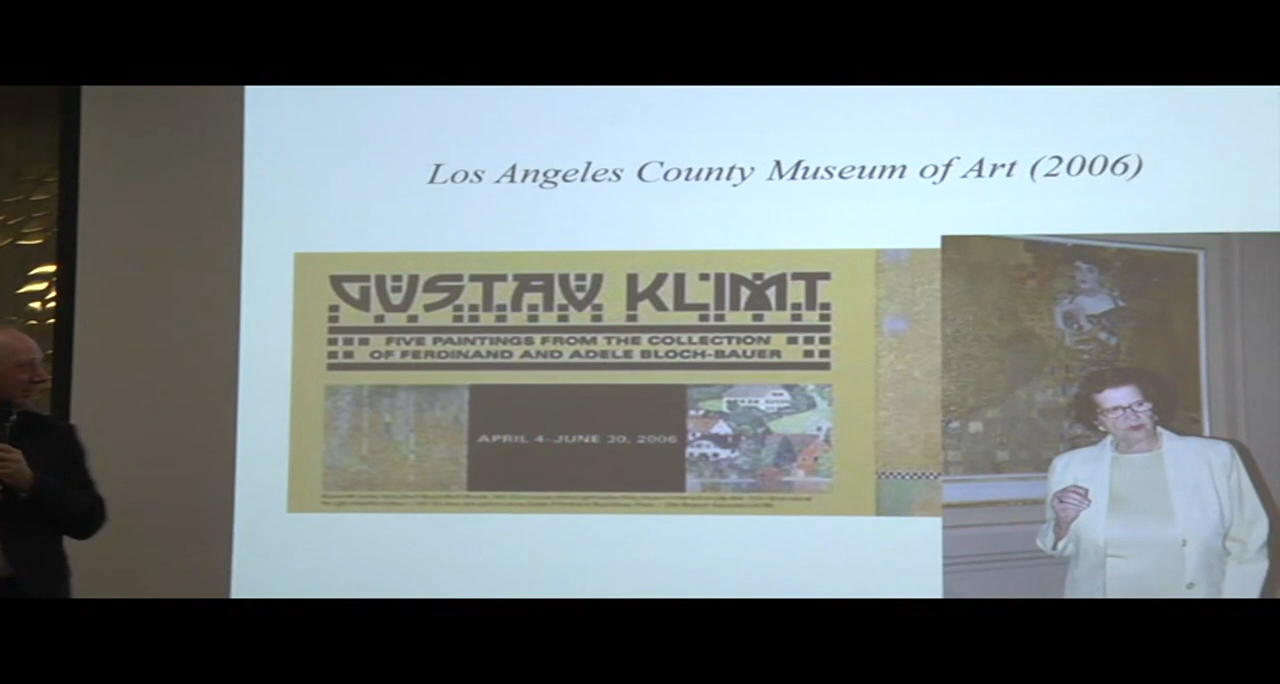 Los Angeles County Museum of Art (2006)
GUSTAV KLIMT
FIVE PAINTINGS FROM THE COLLECTION
OF FERDINAND AND ADELE BLOCH-BAUER
APRIL 4–JUNE 30, 2006